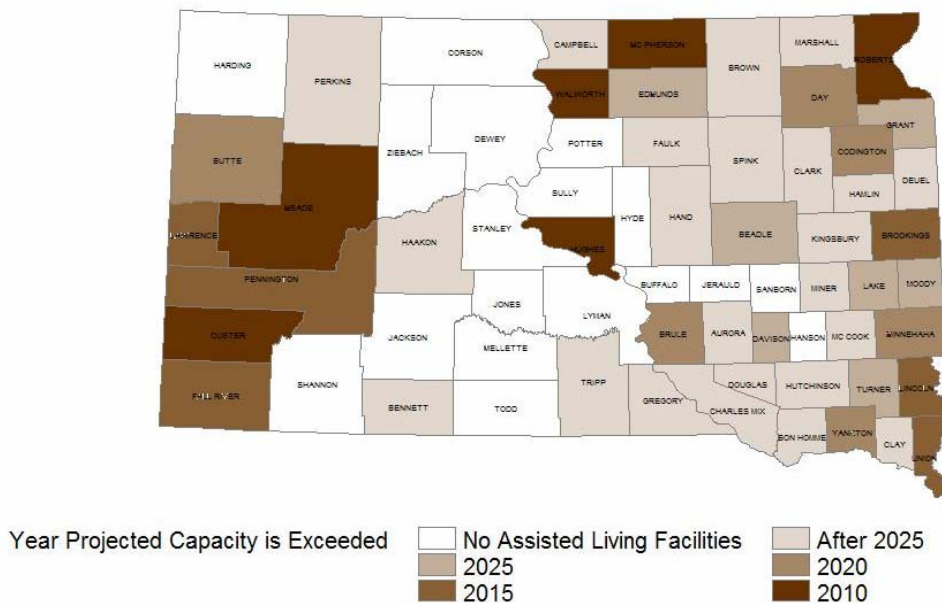 HARDING
PERKINS
CORSON
CAMPBELL
MC PHERSON
BROWN
MARSHALL
ROBERTS
WALWORTH
EDMUNDS
DAY
DEWEY
GRANT
BUTTE
ZIEBACH
POTTER
FAULK
SPINK
CODINGTON
CLARK
DEUEL
SULLY
HAMLIN
MEADE
HYDE
HAND
STANLEY
LAWRENCE
HAAKON
BEADLE
KINGSBURY
BROOKINGS
HUGHES
PENNINGTON
BUFFALO
JERAULD
SANBORN
MINER
LAKE
MOODY
JONES
LYMAN
CUSTER
JACKSON
BRULE
AURORA
DAVISON
HANSON
MC COOK
MINNEHAHA
MELLETTE
SHANNON
TRIPP
DOUGLAS
HUTCHINSON
TURNER
LINCOLN
FALL RIVER
BENNETT
TODD
GREGORY
CHARLES MIX
BON HOMME
YANKTON
CLAY
UNION
Year Projected Capacity is Exceeded
No Assisted Living Facilities
After 2025
2025
2020
2015
2010